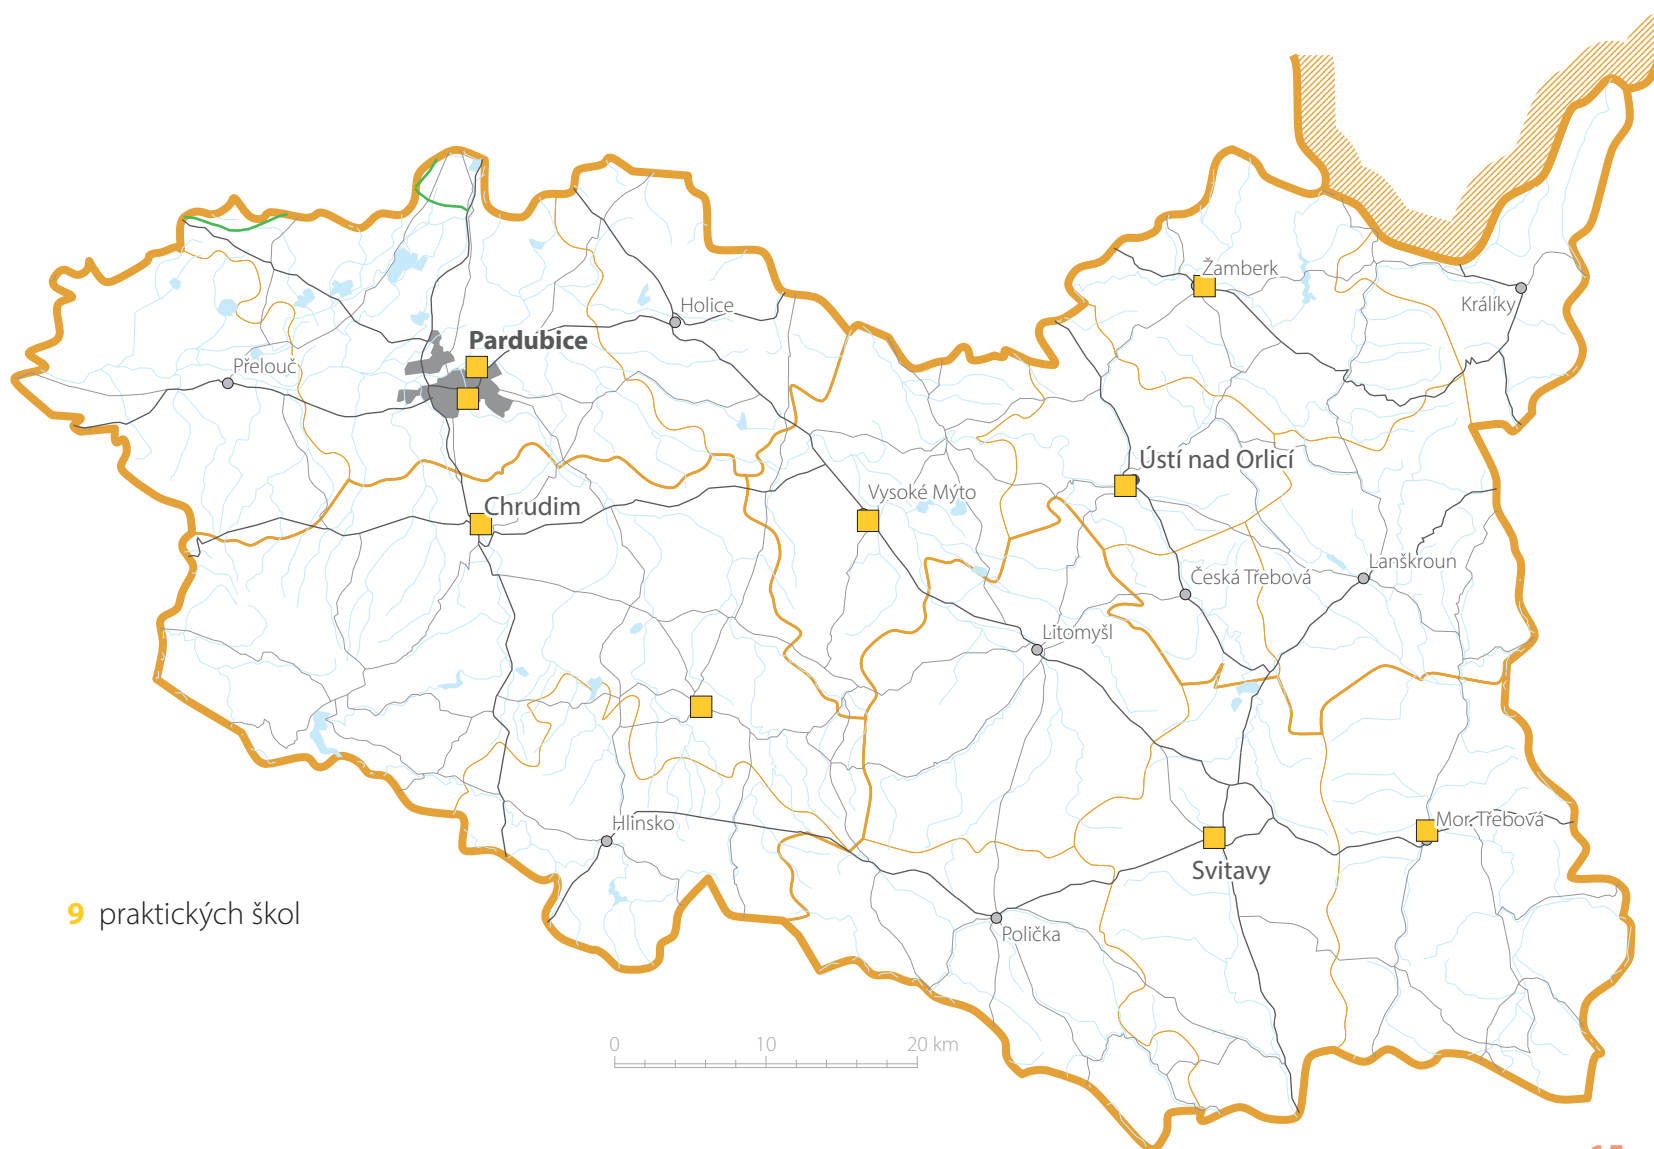 Žamberk
Králíky
Holice
Pardubice
Přelouč
Ústí nad Orlicí
Vysoké Mýto
Chrudim
Lanškroun
Česká Třebová
Litomyšl
Mor. Třebová
Hlinsko
Svitavy
9 praktických škol
Polička
0 10 20 km